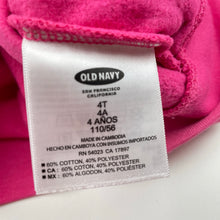 OLD NAVY
SAN FRANCISCO
CALIFORNIA
4T
4A
4 AÑOS
110/56
MADE IN CAMBODIA
HECHO EN CAMBOYA CON INSUMOS IMPORTADOS
RN 54023 CA 17897
60% COTTON, 40% POLYESTER
CA : 60% COTON, 40% POLYESTER
MX : 60% ALGODON, 40% POLIESTER